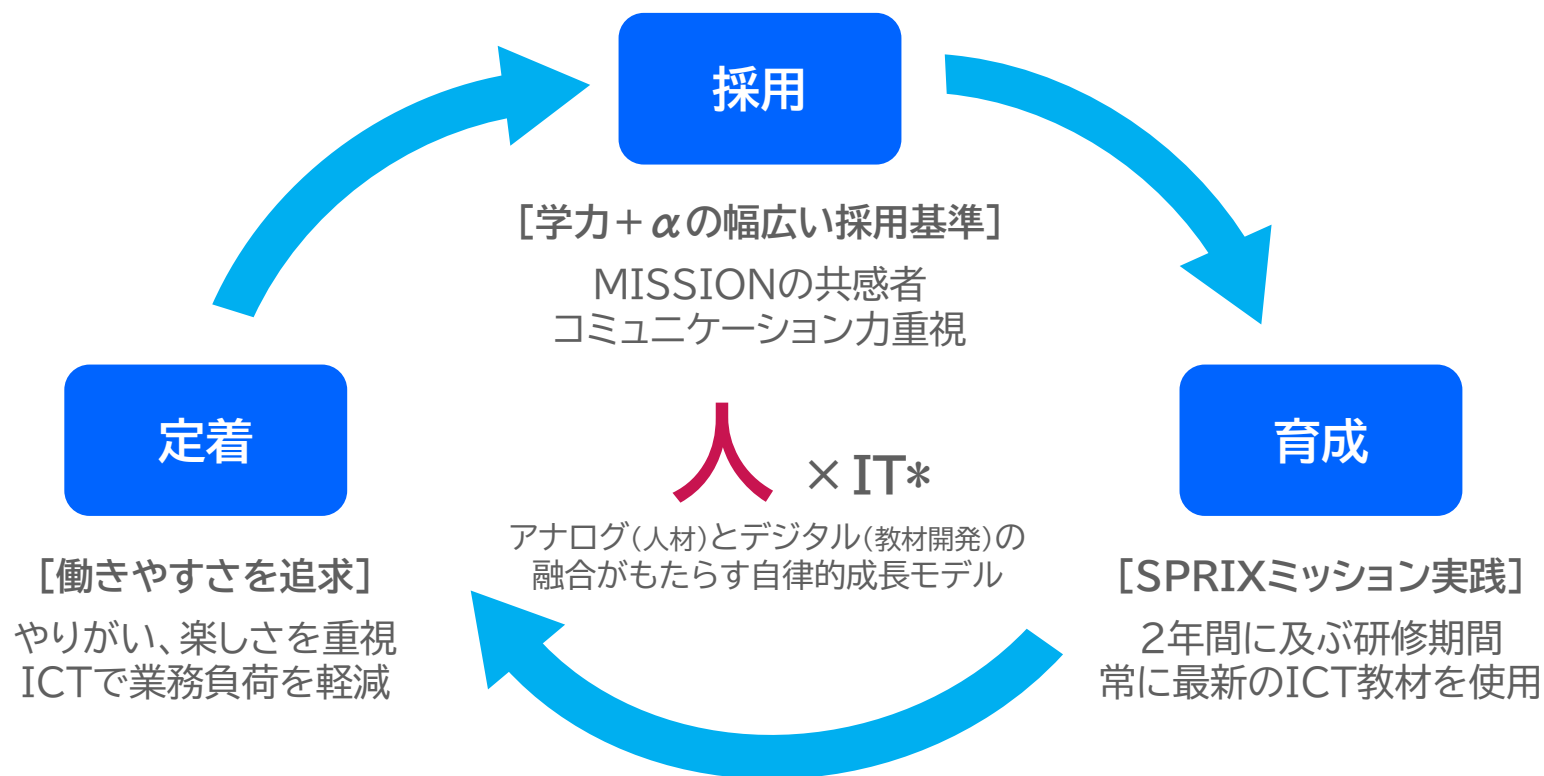 採用
[学力+αの幅広い採用基準]
MISSIONの共感者
コミュニケーション力重視
定着
[働きやすさを追求]
やりがい、楽しさを重視
ICTで業務負荷を軽減
人 ×IT*
アナログ(人材)とデジタル(教材開発)の
融合がもたらす自律的成長モデル
育成
[SPRIXミッション実践]
2年間に及ぶ研修期間
常に最新のICT教材を使用